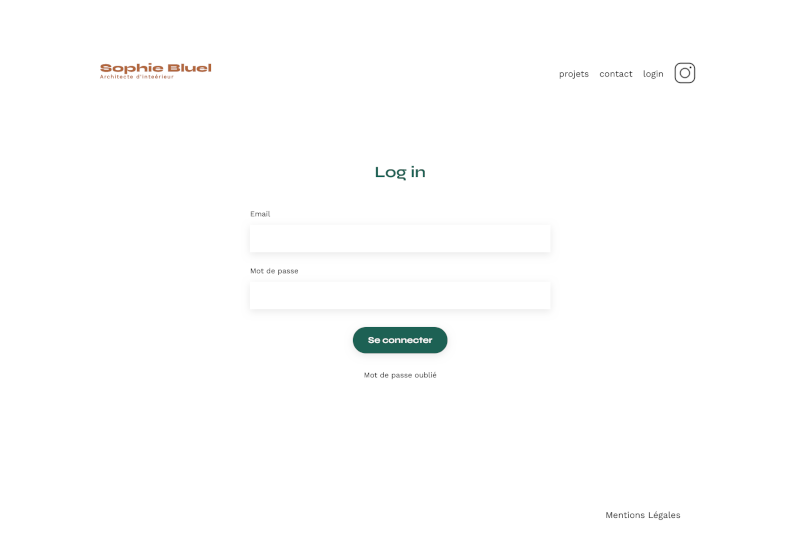 Sophie Bluel
Architecte d'inteérieur
projets contact login
Log in
Email
Mot de passe
Se connecter
Mot de passe oublié
Mentions Légales